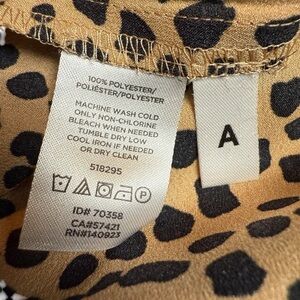 100% POLYESTER/
POLIÉSTER/POLYESTER
MACHINE WASH COLD
ONLY NON-CHLORINE
BLEACH WHEN NEEDED
TUMBLE DRY LOW
COOL IRON IF NEEDED
OR DRY CLEAN
518295
ID# 70358
CA#57421
RN#140923
A